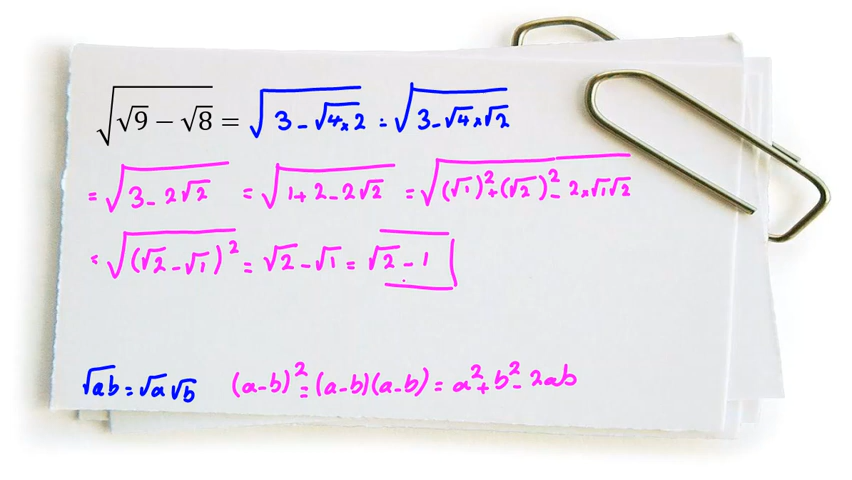 √(√9 − √8) = √(3 - √(4×2)) = √(3 - √4×√2)
= √(3 - 2√2) = √(1 + 2 - 2√2) = √((√1)² + (√2)² - 2×√1√2)
= √((√2 - √1)²) = √2 - √1 = √2 - 1
√ab = √a √b (a-b)² = (a-b)(a-b) = a² + b² - 2ab